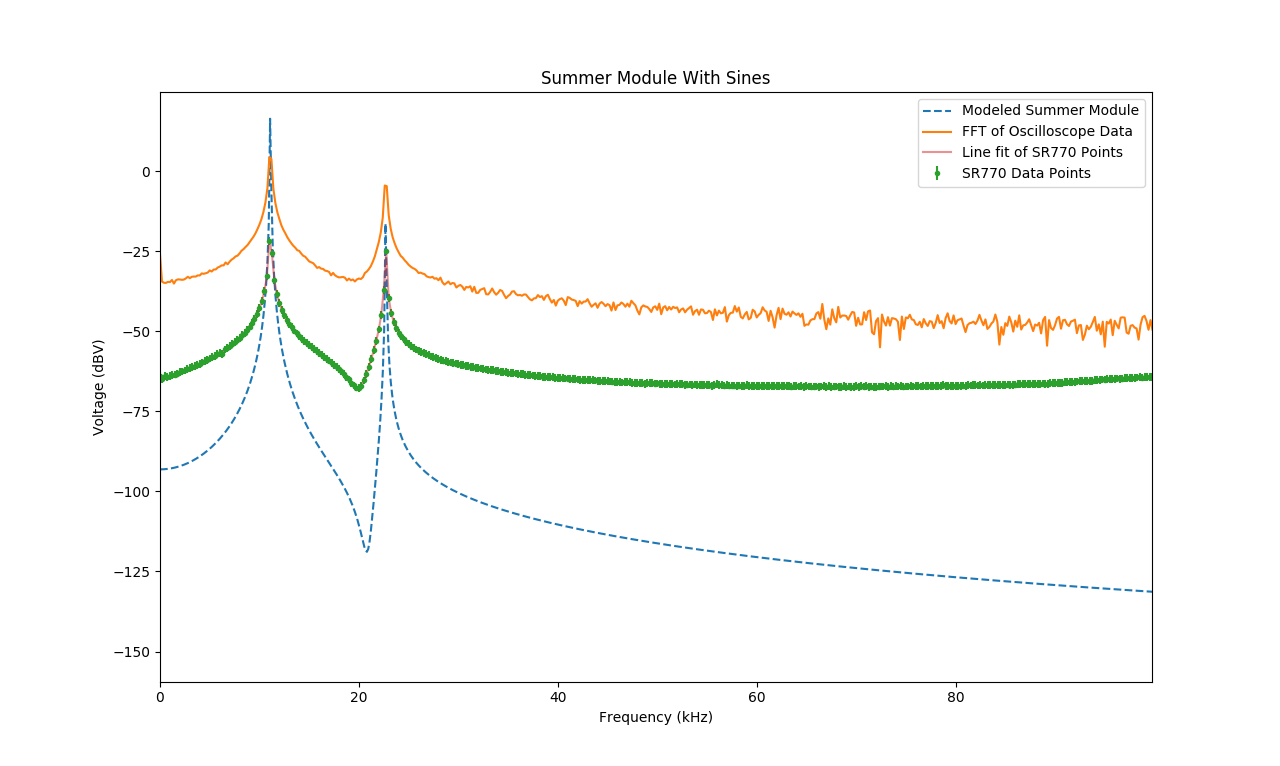 Summer Module With Sines
Modeled Summer Module
FFT of Oscilloscope Data
Line fit of SR770 Points
SR770 Data Points
Voltage (dBV)
0
−25
−50
−75
−100
−125
−150
0 20 40 60 80
Frequency (kHz)